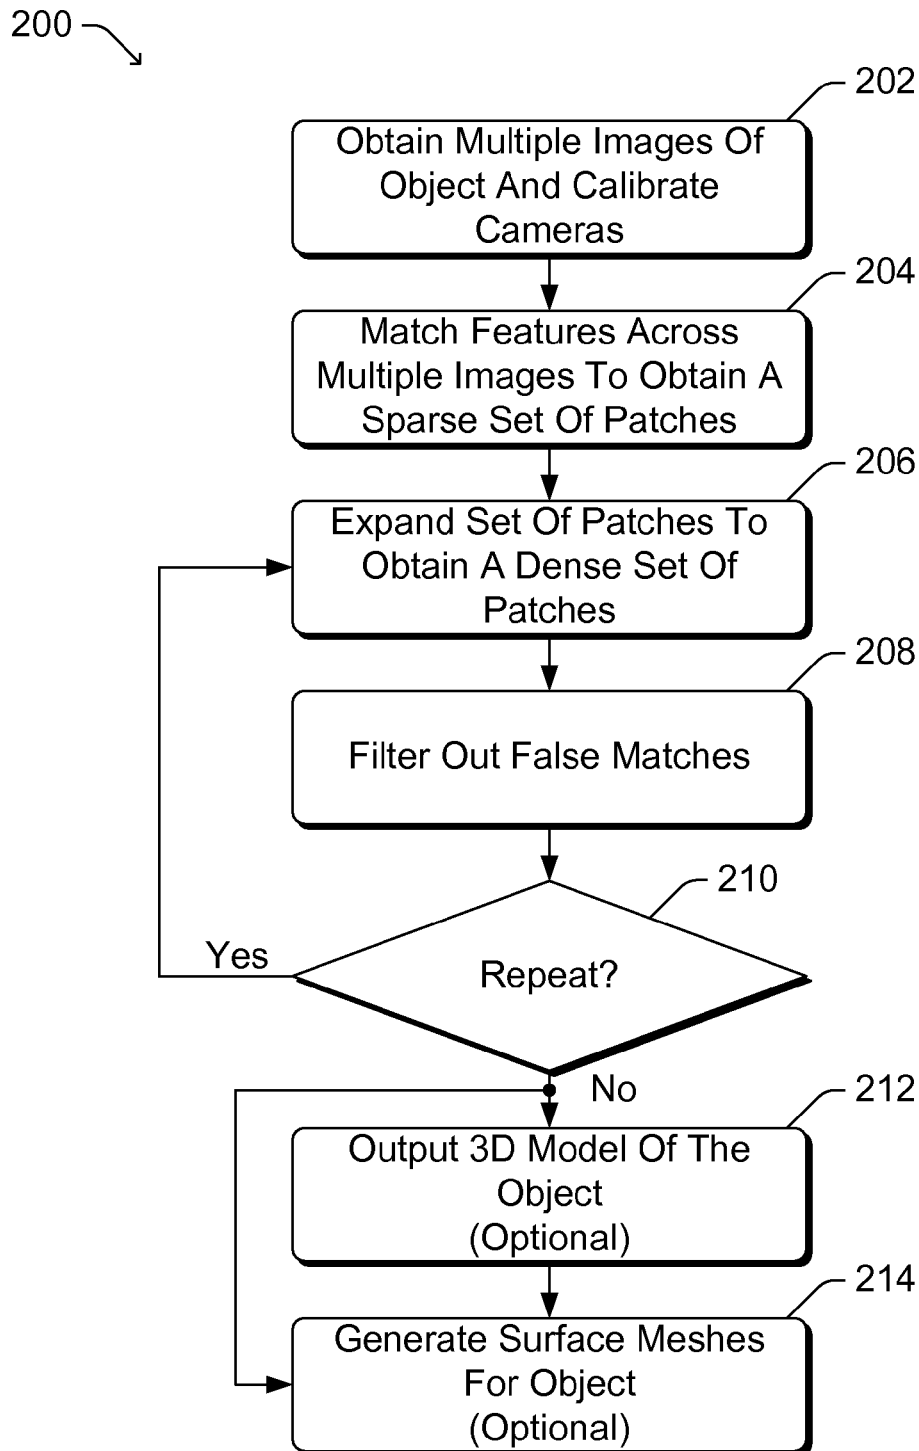 200
202
Obtain Multiple Images Of
Object And Calibrate
Cameras
204
Match Features Across
Multiple Images To Obtain A
Sparse Set Of Patches
206
Expand Set Of Patches To
Obtain A Dense Set Of
Patches
208
Filter Out False Matches
210
Repeat?
Yes
No
212
Output 3D Model Of The
Object
(Optional)
214
Generate Surface Meshes
For Object
(Optional)